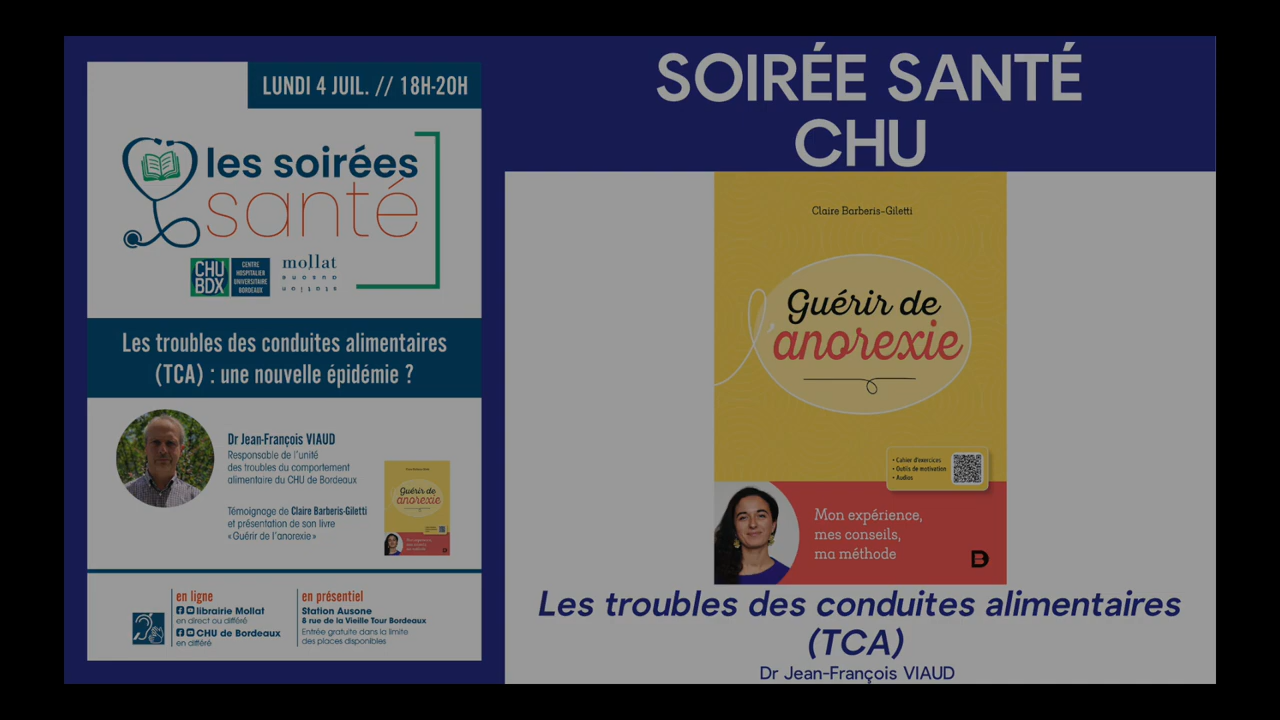 LUNDI 4 JUIL. // 18H-20H
les soirées
santé
CHU
BDX
CENTRE
HOSPITALIER
UNIVERSITAIRE
BORDEAUX
mollat
Les troubles des conduites alimentaires
(TCA) : une nouvelle épidémie ?
Dr Jean-François VIAUD
Responsable de l'unité
des troubles du comportement
alimentaire du CHU de Bordeaux
Témoignage de Claire Barberis-Giletti
et présentation de son livre
« Guérir de l'anorexie »
Guérir de
anorexie
en ligne
librairie Mollat
en direct ou différé
CHU de Bordeaux
en différé
en présentiel
Station Ausone
8 rue de la Vieille Tour Bordeaux
Entrée gratuite dans la limite
des places disponibles
SOIRÉE SANTÉ
CHU
Claire Barberis-Giletti
Guérir de
l'anorexie
• Cahier d'exercices
• Outils de motivation
• Audios
Mon expérience,
mes conseils,
ma méthode
Les troubles des conduites alimentaires
(TCA)
Dr Jean-François VIAUD